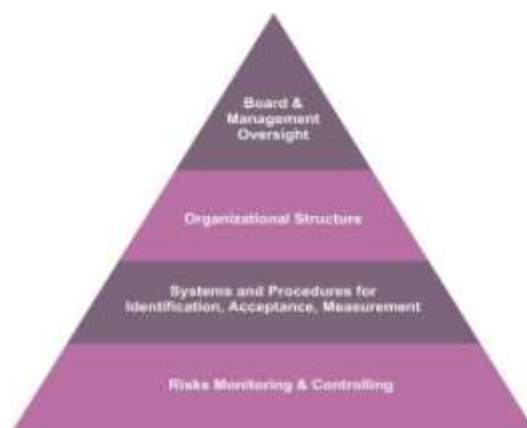 Board &
Management
Oversight
Organizational Structure
Systems and Procedures for
Identification, Acceptance, Measurement
Risks Monitoring & Controlling